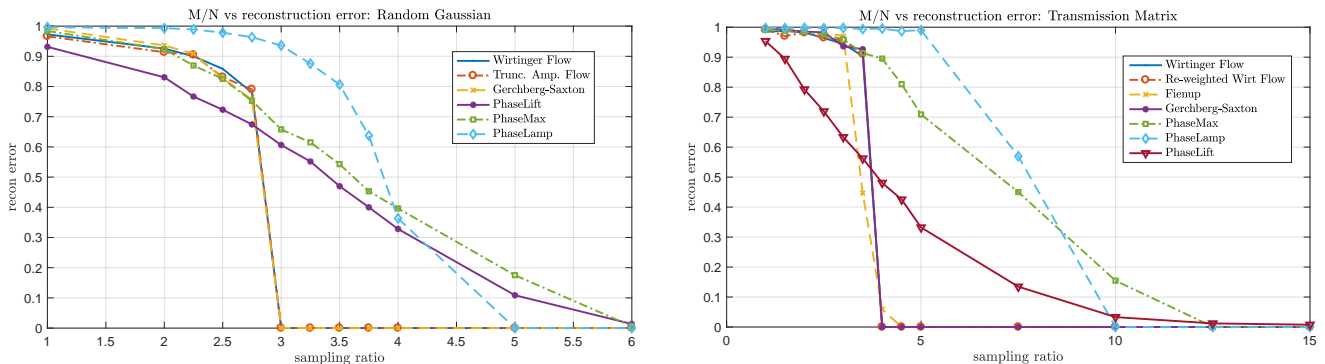 M/N vs reconstruction error: Random Gaussian
1
0.9
0.8
0.7
0.6
0.5
0.4
0.3
0.2
0.1
0
recon error
Wirtinger Flow
Trunc. Amp. Flow
Gerchberg-Saxton
PhaseLift
PhaseMax
PhaseLamp
1 1.5 2 2.5 3 3.5 4 4.5 5 5.5 6
sampling ratio
M/N vs reconstruction error: Transmission Matrix
1
0.9
0.8
0.7
0.6
0.5
0.4
0.3
0.2
0.1
0
recon error
Wirtinger Flow
Re-weighted Wirt Flow
Fienup
Gerchberg-Saxton
PhaseMax
PhaseLamp
PhaseLift
0 5 10 15
sampling ratio